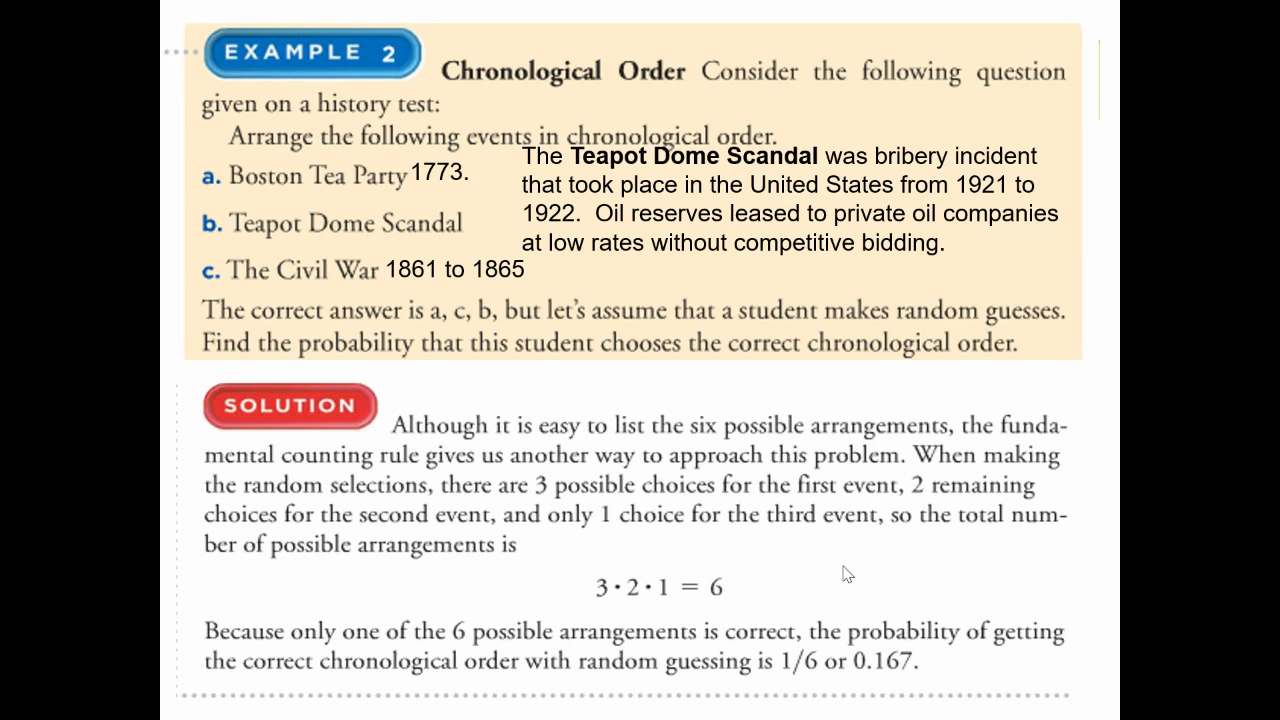 EXAMPLE 2
Chronological Order Consider the following question
given on a history test:
Arrange the following events in chronological order.
a. Boston Tea Party 1773.
b. Teapot Dome Scandal
c. The Civil War 1861 to 1865
The Teapot Dome Scandal was bribery incident
that took place in the United States from 1921 to
1922. Oil reserves leased to private oil companies
at low rates without competitive bidding.
The correct answer is a, c, b, but let's assume that a student makes random guesses.
Find the probability that this student chooses the correct chronological order.
SOLUTION
Although it is easy to list the six possible arrangements, the funda-
mental counting rule gives us another way to approach this problem. When making
the random selections, there are 3 possible choices for the first event, 2 remaining
choices for the second event, and only 1 choice for the third event, so the total num-
ber of possible arrangements is
3 · 2 · 1 = 6
Because only one of the 6 possible arrangements is correct, the probability of getting
the correct chronological order with random guessing is 1/6 or 0.167.